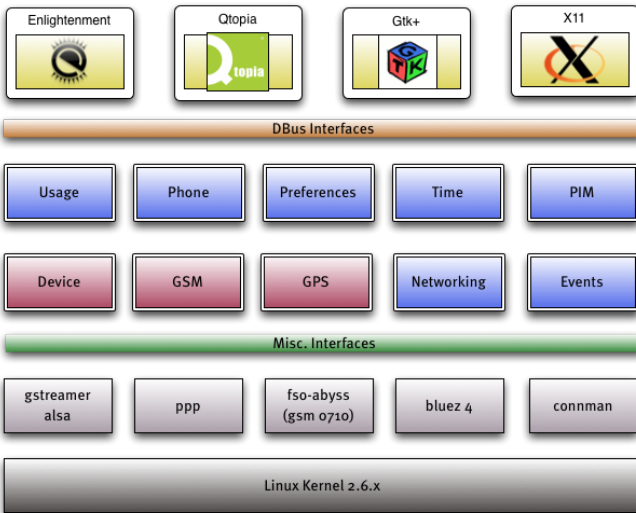 Enlightenment
Qtopia
Gtk+
X11
Qtopia
GTK
X
DBus Interfaces
Usage
Phone
Preferences
Time
PIM
Device
GSM
GPS
Networking
Events
Misc. Interfaces
gstreamer
alsa
ppp
fso-abyss
(gsm 0710)
bluez 4
connman
Linux Kernel 2.6.x